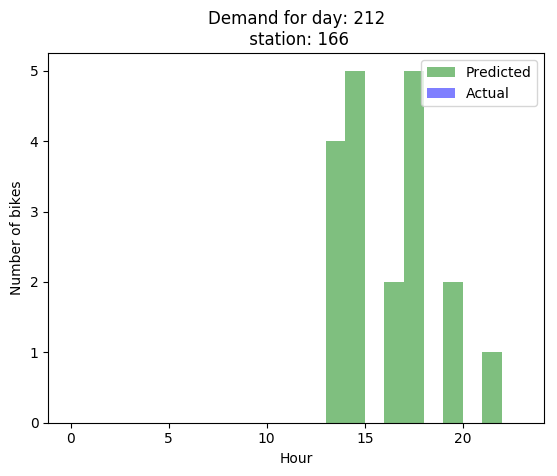 Demand for day: 212
station: 166
Predicted
Actual
Number of bikes
5
4
3
2
1
0
0
5
10
15
20
Hour